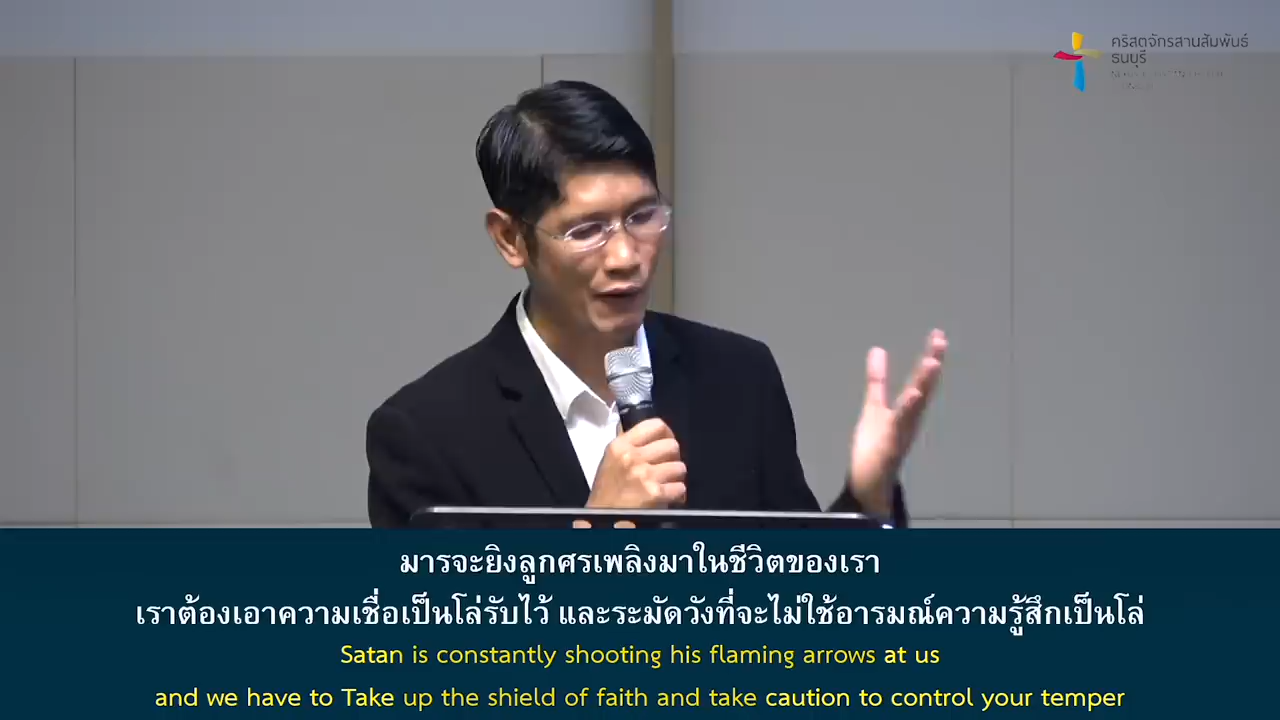 คริสตจักรสานสัมพันธ์
ธนบุรี
มารจะยิงลูกศรเพลิงมาในชีวิตของเรา
เราต้องเอาความเชื่อเป็นโล่รับไว้ และระมัดวังที่จะไม่ใช้อารมณ์ความรู้สึกเป็นโล่
Satan is constantly shooting his flaming arrows at us
and we have to Take up the shield of faith and take caution to control your temper